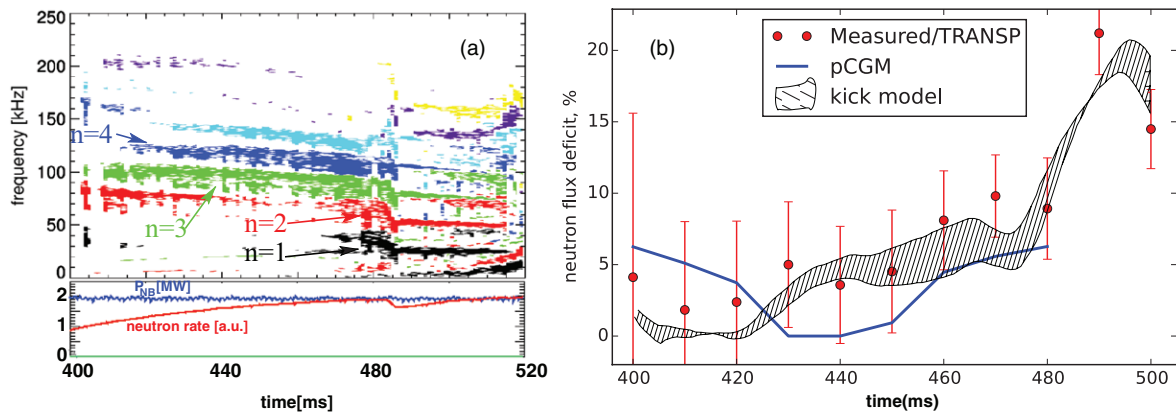 250
200
150
100
50
0
frequency [kHz]
(a)
n=4
n=3
n=2
n=1
2
1
0
P_NB[MW]
neutron rate [a.u.]
400
440
480
520
time[ms]
(b)
Measured/TRANSP
pCGM
kick model
20
15
10
5
0
neutron flux deficit, %
400
420
440
460
480
500
time(ms)